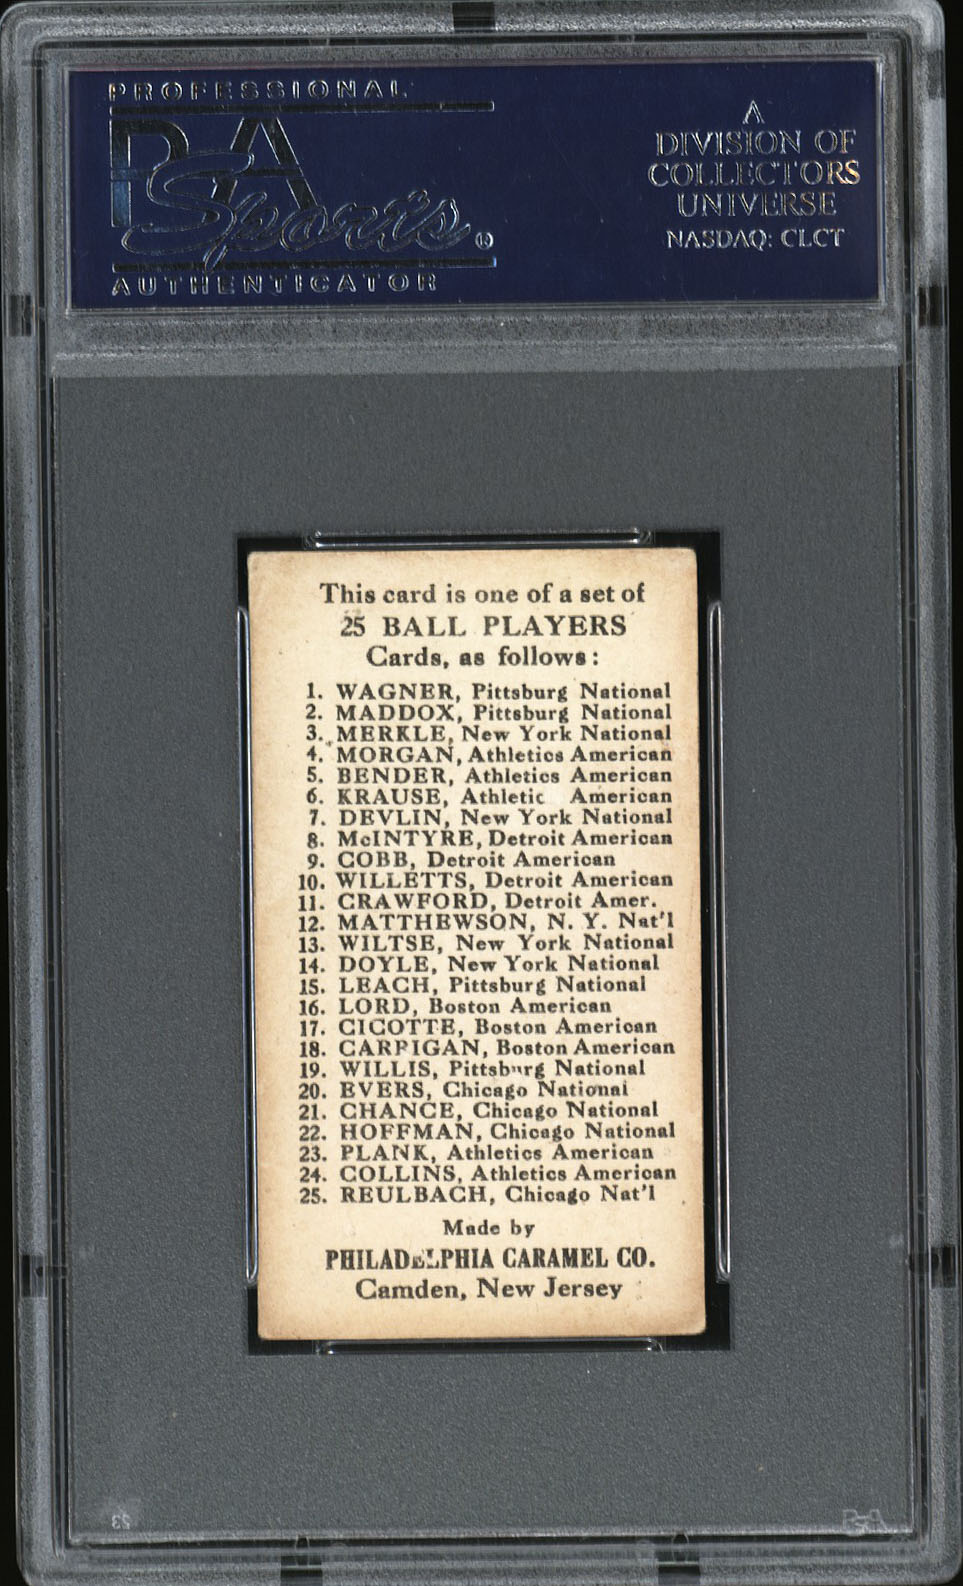 PROFESSIONAL
PSA
Sports®
AUTHENTICATOR
A
DIVISION OF
COLLECTORS
UNIVERSE
NASDAQ: CLCT
This card is one of a set of
25 BALL PLAYERS
Cards, as follows:
1. WAGNER, Pittsburg National
2. MADDOX, Pittsburg National
3. MERKLE, New York National
4. MORGAN, Athletics American
5. BENDER, Athletics American
6. KRAUSE, Athletic American
7. DEVLIN, New York National
8. McINTYRE, Detroit American
9. COBB, Detroit American
10. WILLETTS, Detroit American
11. CRAWFORD, Detroit Amer.
12. MATTHEWSON, N. Y. Nat'l
13. WILTSE, New York National
14. DOYLE, New York National
15. LEACH, Pittsburg National
16. LORD, Boston American
17. CICOTTE, Boston American
18. CARRIGAN, Boston American
19. WILLIS, Pittsburg National
20. EVERS, Chicago National
21. CHANCE, Chicago National
22. HOFFMAN, Chicago National
23. PLANK, Athletics American
24. COLLINS, Athletics American
25. REULBACH, Chicago Nat'l
Made by
PHILADELPHIA CARAMEL CO.
Camden, New Jersey
23
PSA